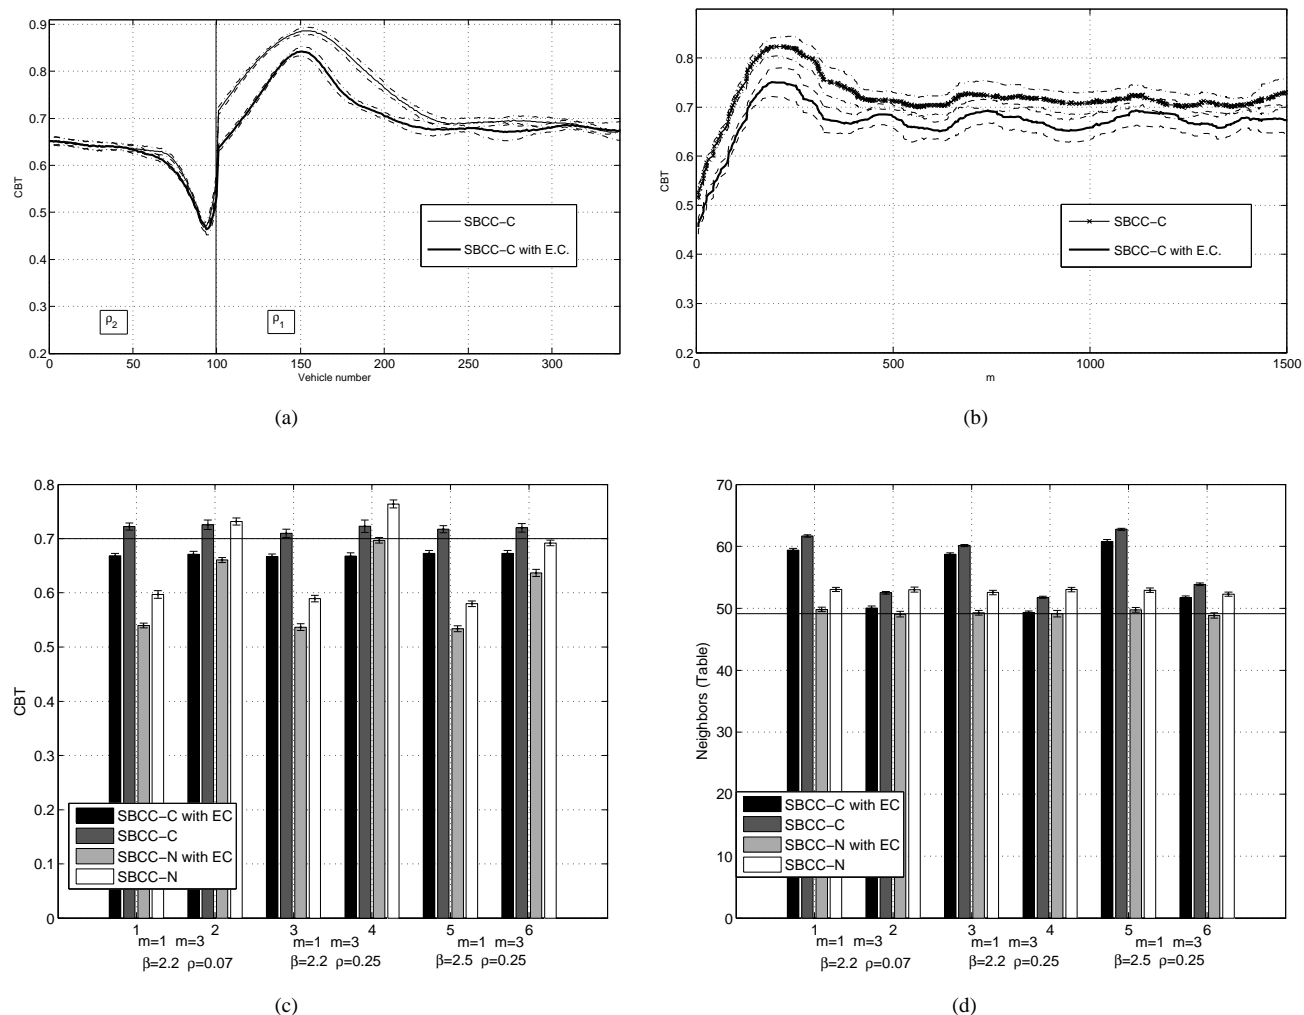 0.9
0.8
0.7
0.6
0.5
0.4
0.3
0.2
CBT
SBCC-C
SBCC-C with E.C.
ρ2
ρ1
0 50 100 150 200 250 300
Vehicle number
(a)
0.8
0.7
0.6
0.5
0.4
0.3
0.2
CBT
SBCC-C
SBCC-C with E.C.
0 500 1000 1500
m
(b)
0.8
0.7
0.6
0.5
0.4
0.3
0.2
0.1
0
CBT
SBCC-C with EC
SBCC-C
SBCC-N with EC
SBCC-N
1 2 3 4 5 6
m=1 m=3 m=1 m=3 m=1 m=3
β=2.2 ρ=0.07 β=2.2 ρ=0.25 β=2.5 ρ=0.25
(c)
70
60
50
40
30
20
10
0
Neighbors (Table)
SBCC-C with EC
SBCC-C
SBCC-N with EC
SBCC-N
1 2 3 4 5 6
m=1 m=3 m=1 m=3 m=1 m=3
β=2.2 ρ=0.07 β=2.2 ρ=0.25 β=2.5 ρ=0.25
(d)